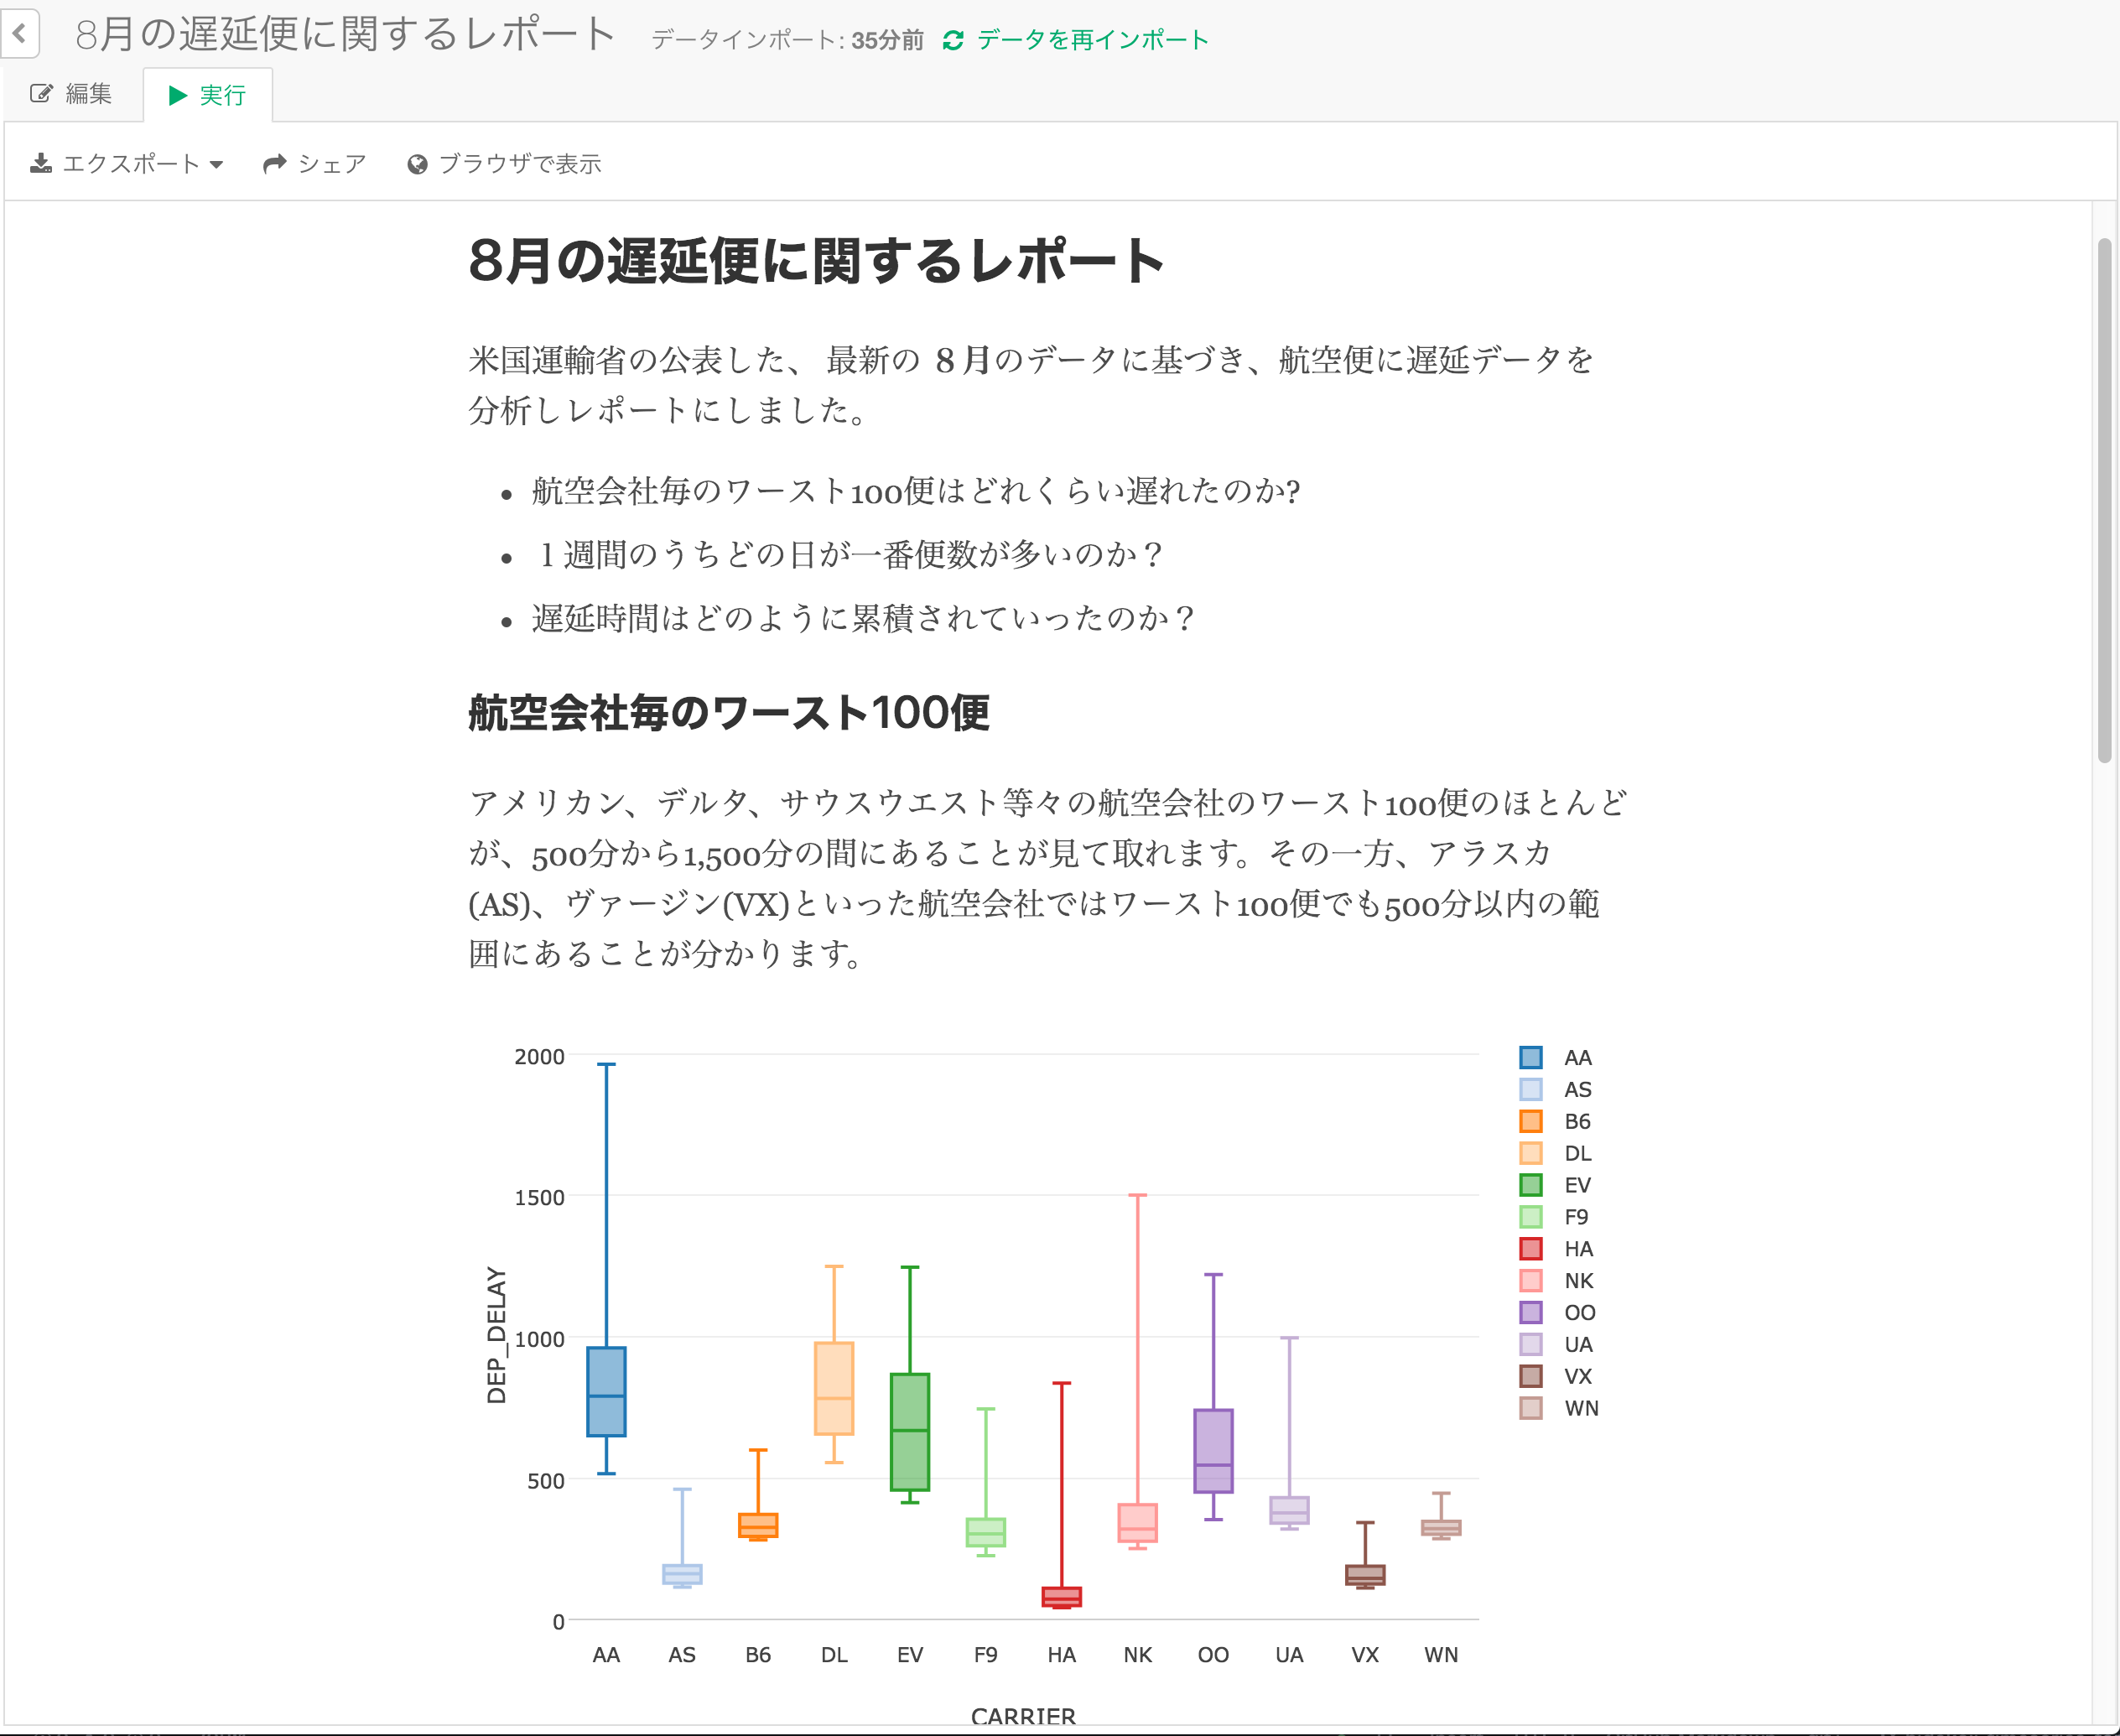 8月の遅延便に関するレポート データインポート: 35分前 データを再インポート
編集 実行
エクスポート シェア ブラウザで表示
8月の遅延便に関するレポート
米国運輸省の公表した、 最新の ８月のデータに基づき、航空便に遅延データを
分析しレポートにしました。
• 航空会社毎のワースト100便はどれくらい遅れたのか?
• １週間のうちどの日が一番便数が多いのか？
• 遅延時間はどのように累積されていったのか？
航空会社毎のワースト100便
アメリカン、デルタ、サウスウエスト等々の航空会社のワースト100便のほとんど
が、500分から1,500分の間にあることが見て取れます。その一方、アラスカ
(AS)、ヴァージン(VX)といった航空会社ではワースト100便でも500分以内の範
囲にあることが分かります。
2000
1500
1000
500
0
DEP_DELAY
AA AS B6 DL EV F9 HA NK OO UA VX WN
CARRIER
AA
AS
B6
DL
EV
F9
HA
NK
OO
UA
VX
WN